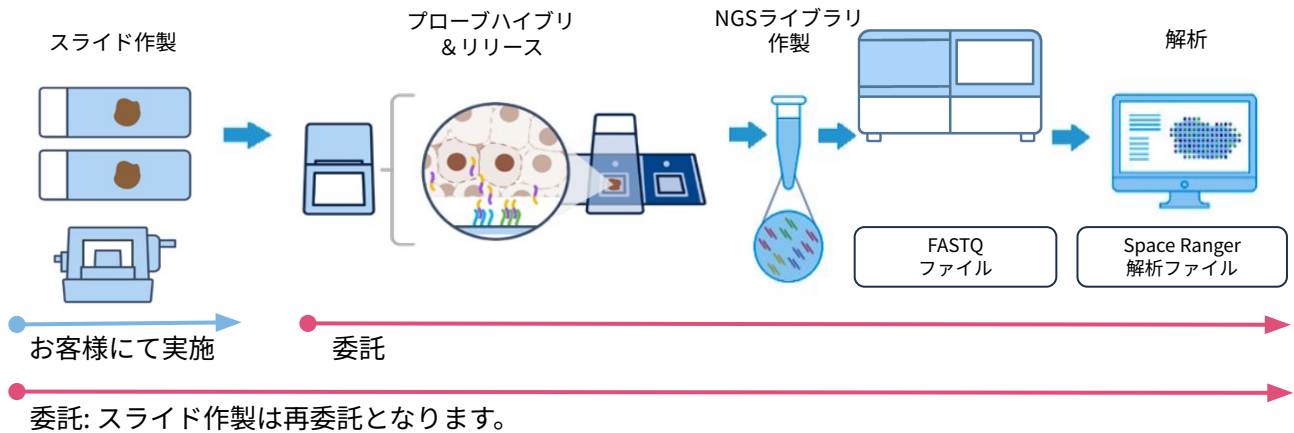 スライド作製
プローブハイブリ
＆リリース
NGSライブラリ
作製
解析
FASTQ
ファイル
Space Ranger
解析ファイル
お客様にて実施
委託
委託: スライド作製は再委託となります。